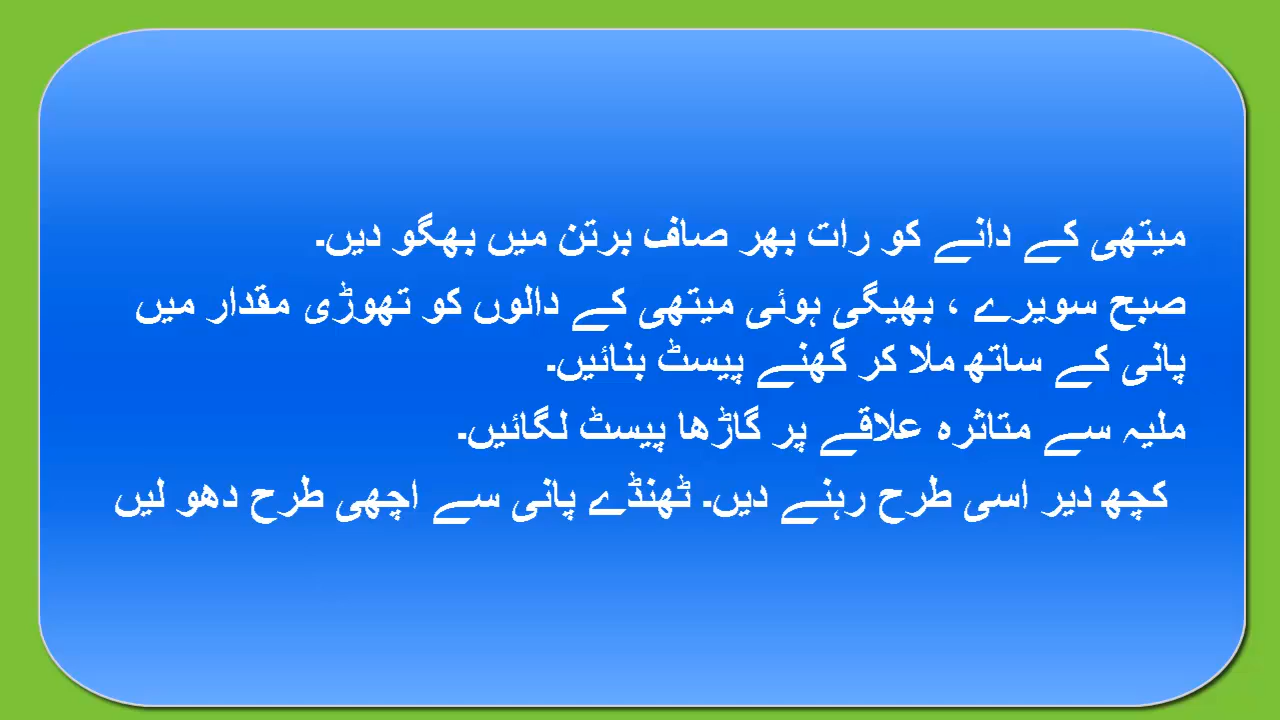 میتھی کے دانے کو رات بھر صاف برتن میں بھگو دیں۔
صبح سویرے ، بھیگی ہوئی میتھی کے دالوں کو تھوڑی مقدار میں
پانی کے ساتھ ملا کر گھنے پیسٹ بنائیں۔
ملیہ سے متاثرہ علاقے پر گاڑھا پیسٹ لگائیں۔
کچھ دیر اسی طرح رہنے دیں۔ ٹھنڈے پانی سے اچھی طرح دھو لیں